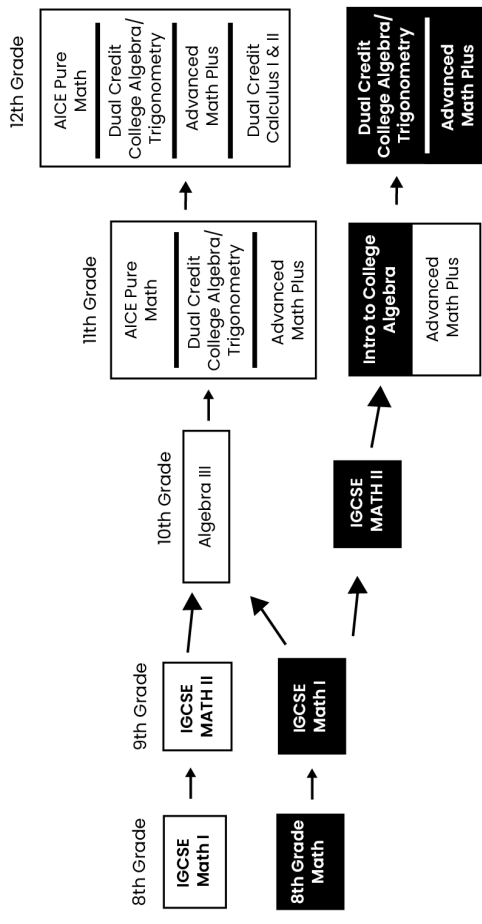 8th Grade
IGCSE
Math I
8th Grade
Math
9th Grade
IGCSE
MATH II
IGCSE
Math I
10th Grade
Algebra III
IGCSE
MATH II
11th Grade
AICE Pure
Math
Dual Credit
College Algebra/
Trigonometry
Advanced
Math Plus
Intro to College
Algebra
Advanced
Math Plus
12th Grade
AICE Pure
Math
Dual Credit
College Algebra/
Trigonometry
Advanced
Math Plus
Dual Credit
Calculus I & II
Dual Credit
College Algebra/
Trigonometry
Advanced
Math Plus